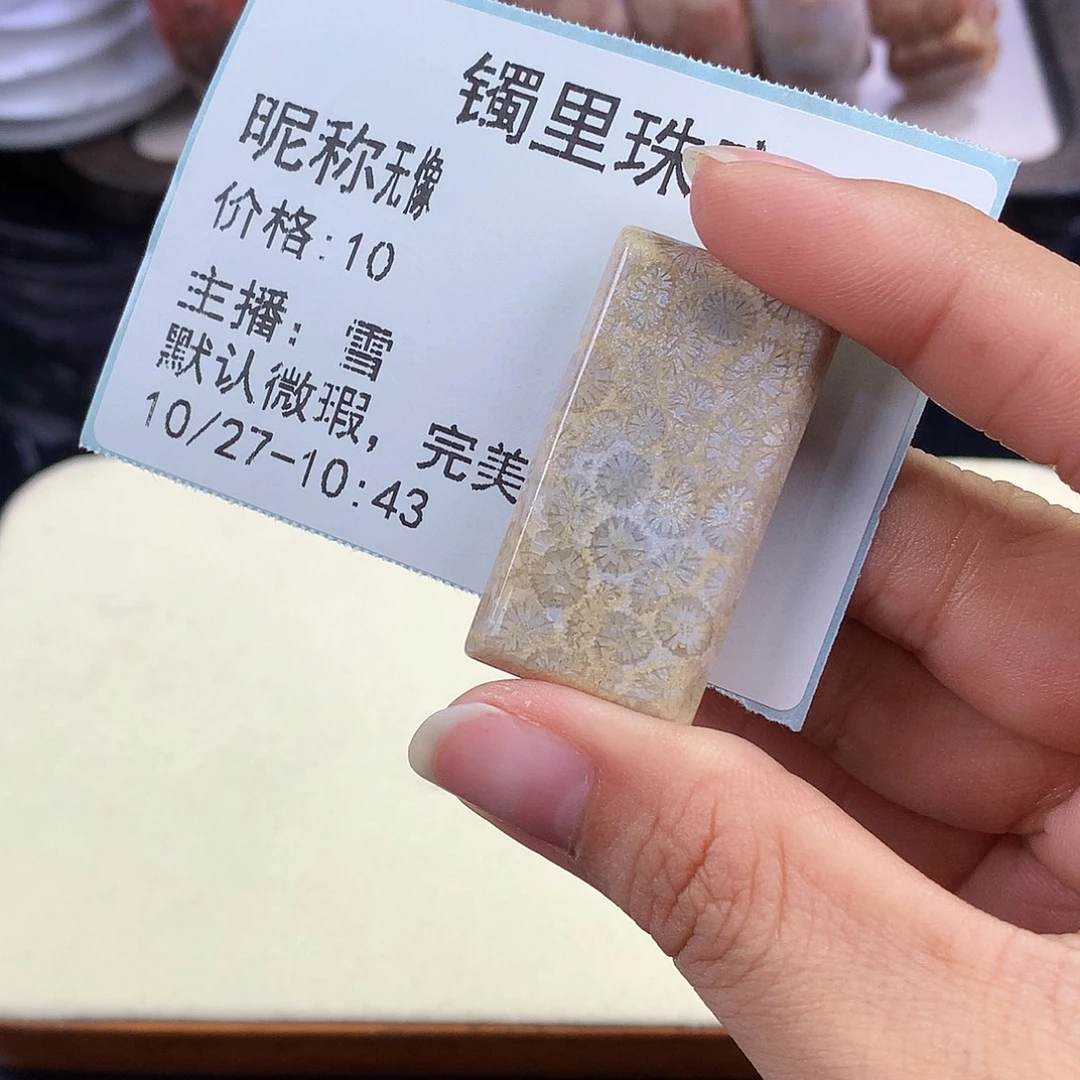 镯里珠
昵称无像
价格:10
主播：雪
默认微瑕，完美
10/27-10:43